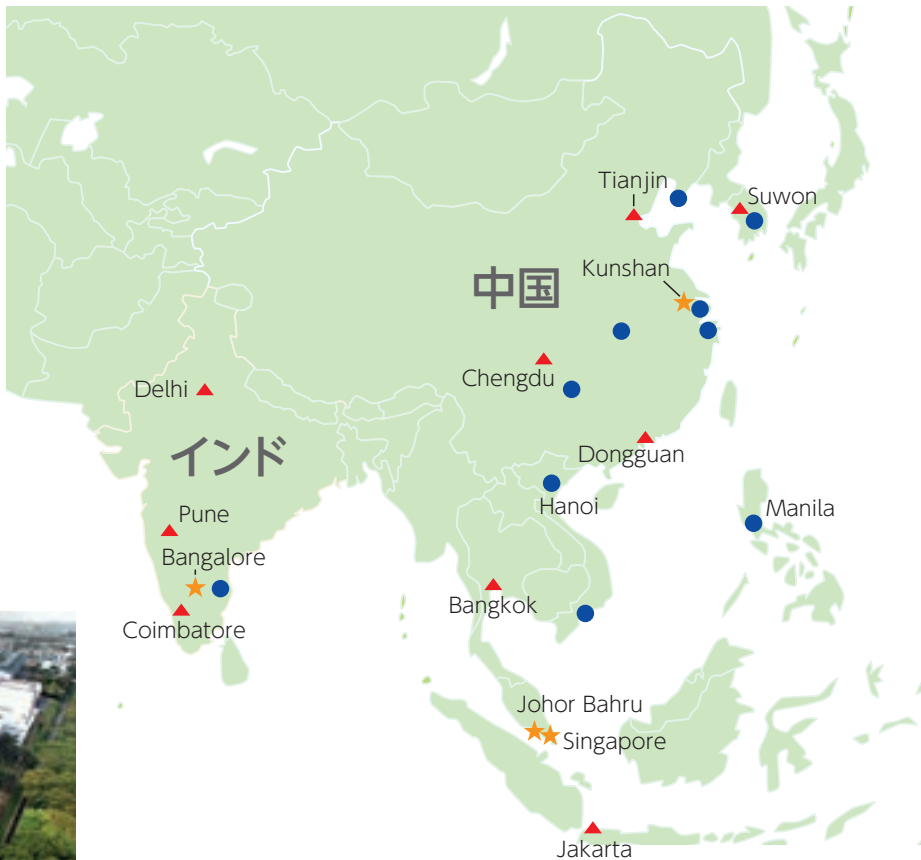 Tianjin
Suwon
Kunshan
中国
Chengdu
Delhi
Dongguan
インド
Hanoi
Manila
Pune
Bangalore
Bangkok
Coimbatore
Johor Bahru
Singapore
Jakarta